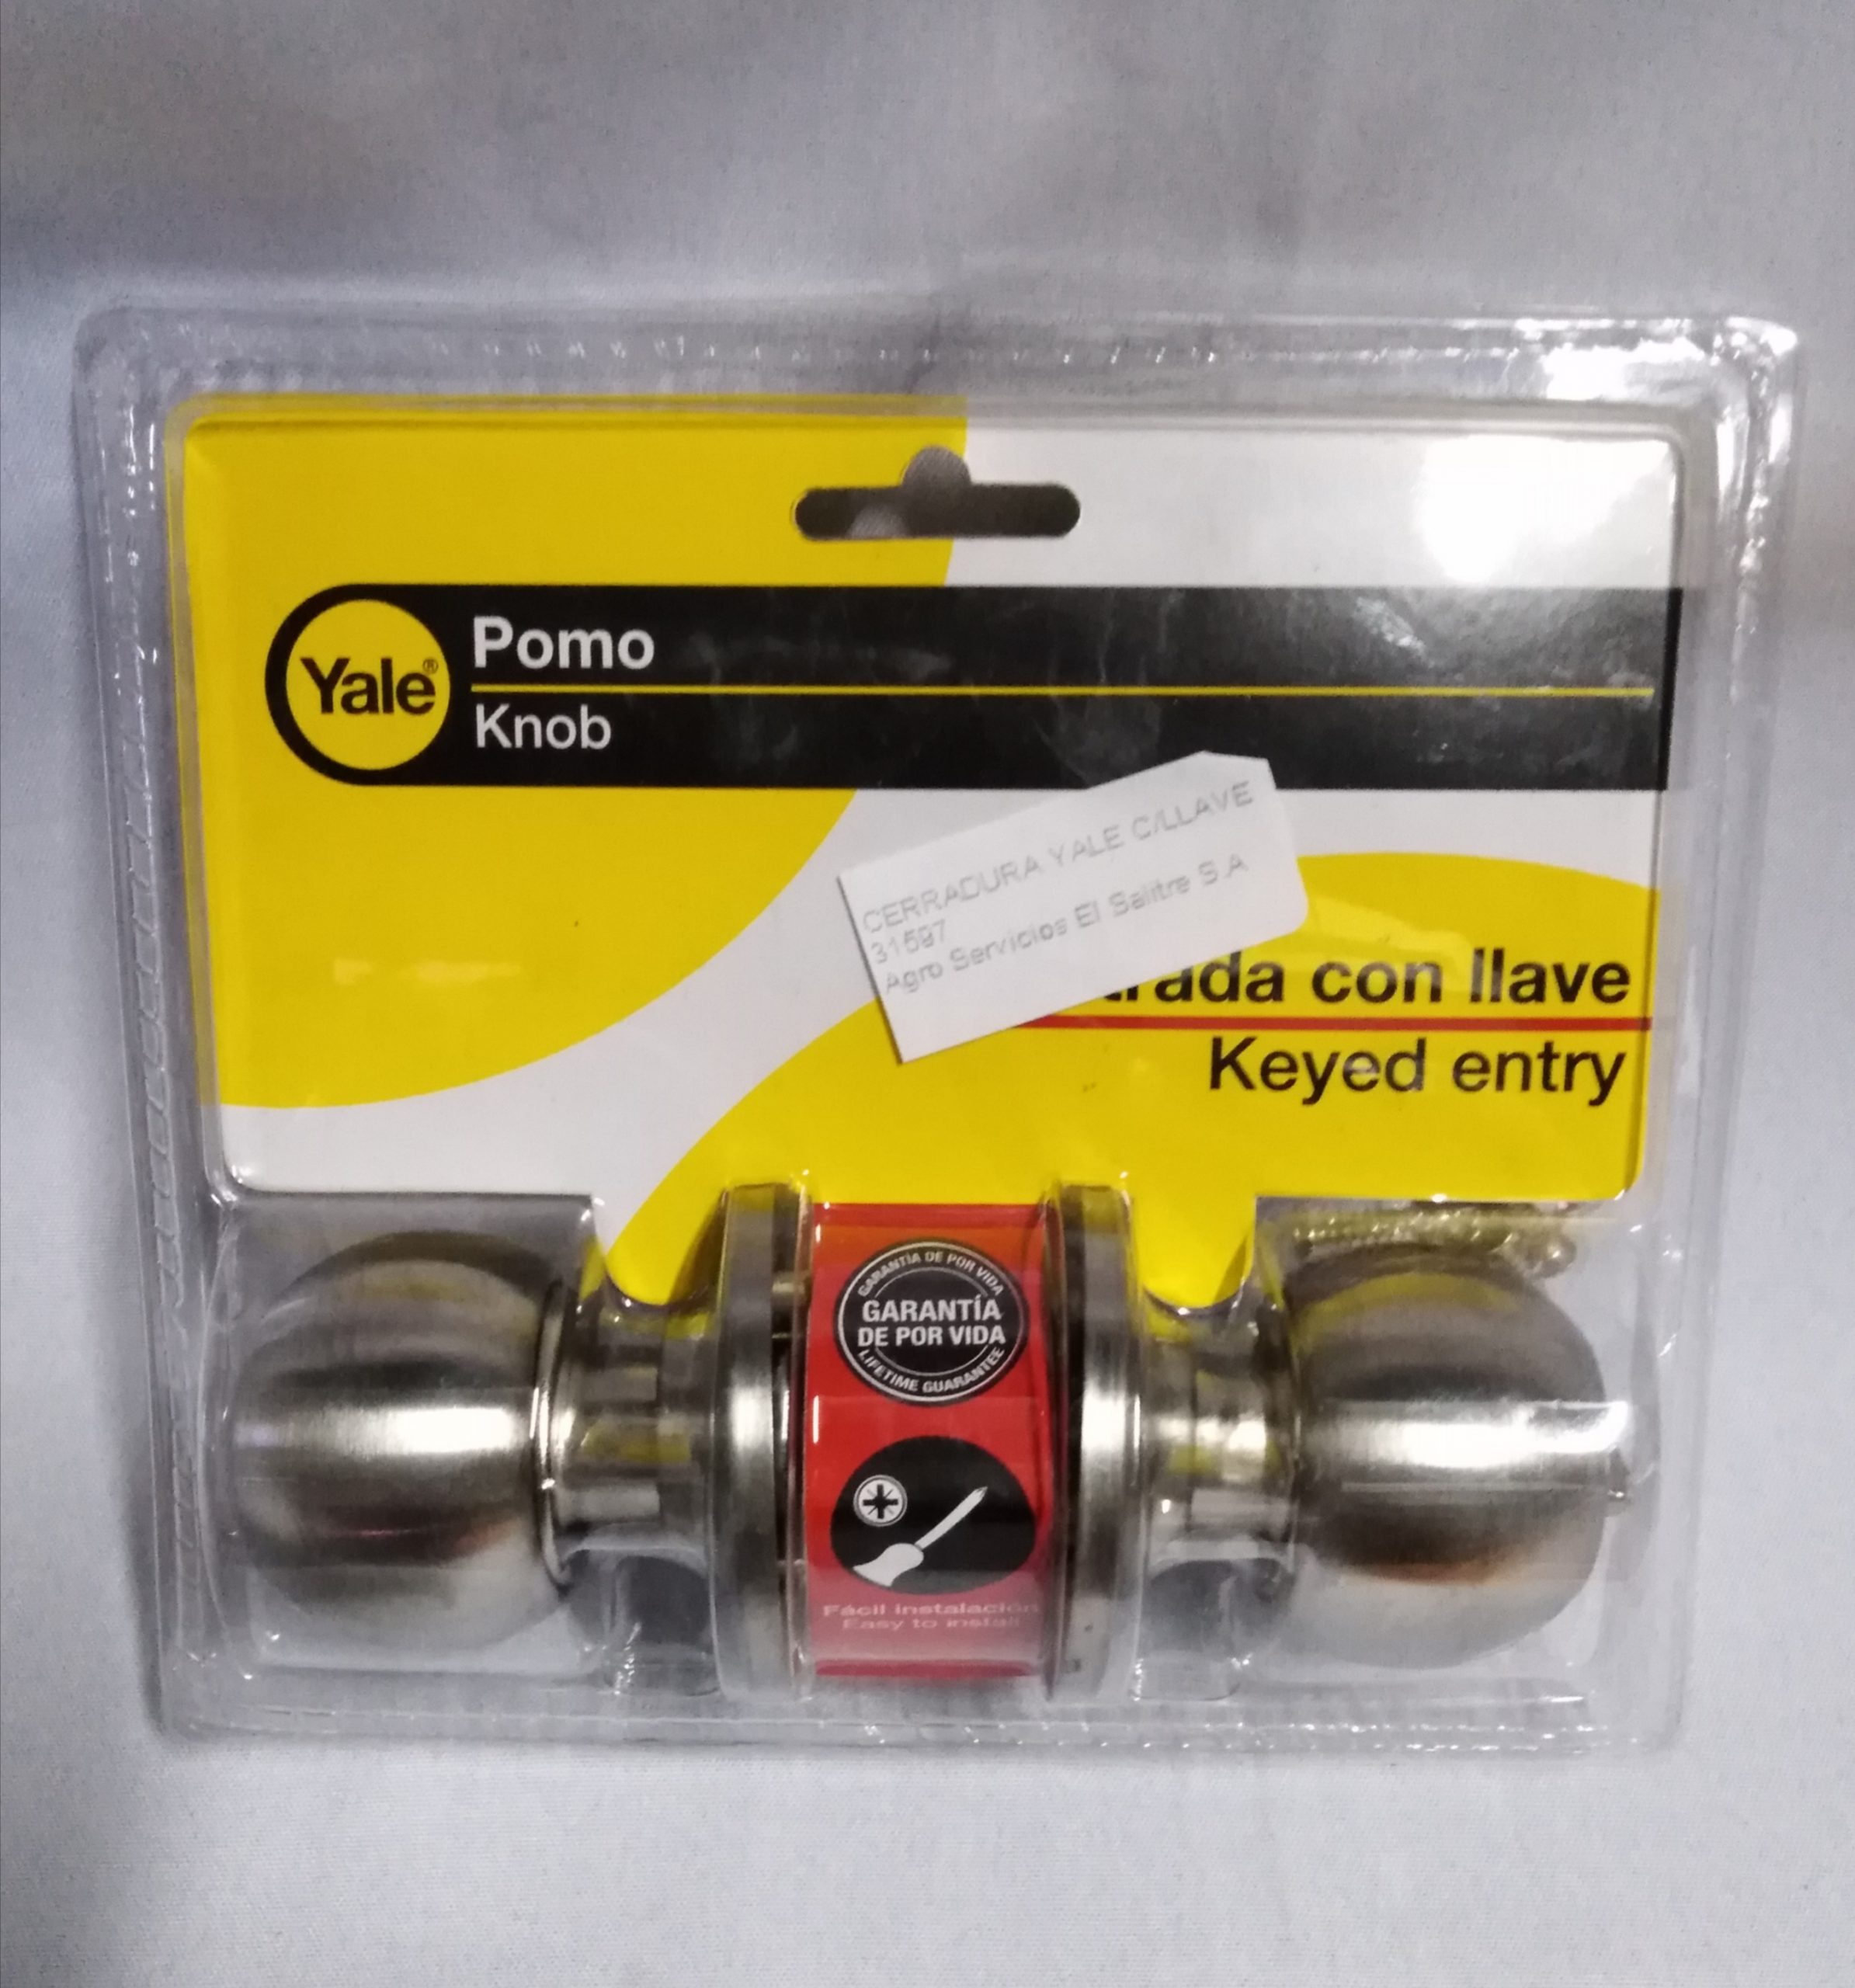 Yale®
Pomo
Knob
CERRADURA YALE C/LLAVE
31597
Agro Servicios El Salitre S.A
con llave
Keyed entry
GARANTÍA DE POR VIDA
GARANTÍA
DE POR VIDA
LIFETIME GUARANTEE
Fácil instalación
Easy to install